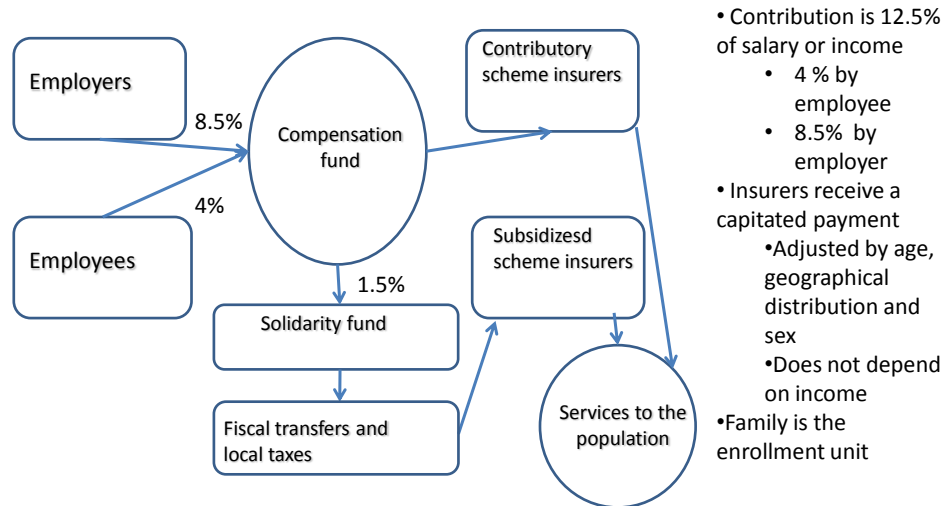 Employers
8.5%
Compensation
fund
Contributory
scheme insurers
4%
Employees
Subsidizesd
scheme insurers
1.5%
Solidarity fund
Fiscal transfers and
local taxes
Services to the
population
• Contribution is 12.5%
of salary or income
• 4 % by
employee
• 8.5% by
employer
• Insurers receive a
capitated payment
•Adjusted by age,
geographical
distribution and
sex
•Does not depend
on income
•Family is the
enrollment unit